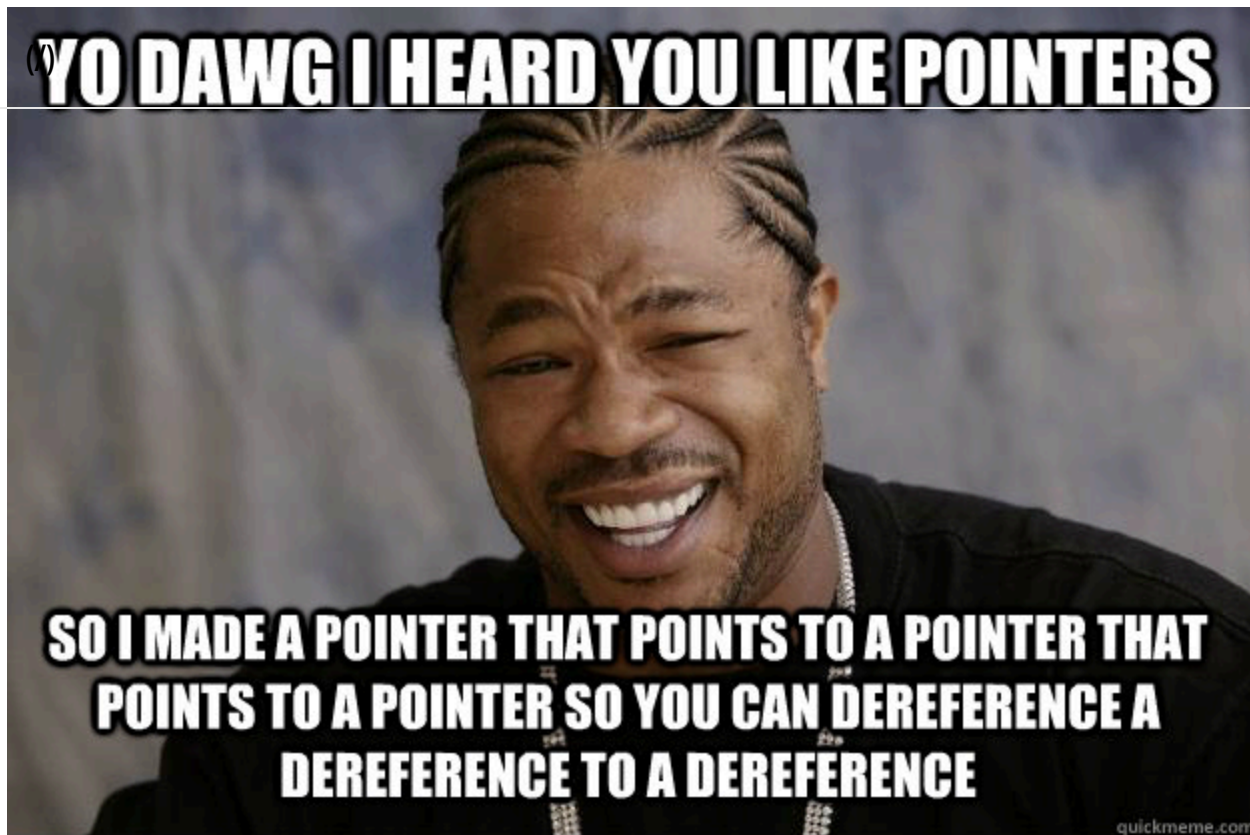 (/)
YO DAWG I HEARD YOU LIKE POINTERS
SO I MADE A POINTER THAT POINTS TO A POINTER THAT
POINTS TO A POINTER SO YOU CAN DEREFERENCE A
DEREFERENCE TO A DEREFERENCE
quickmeme.com